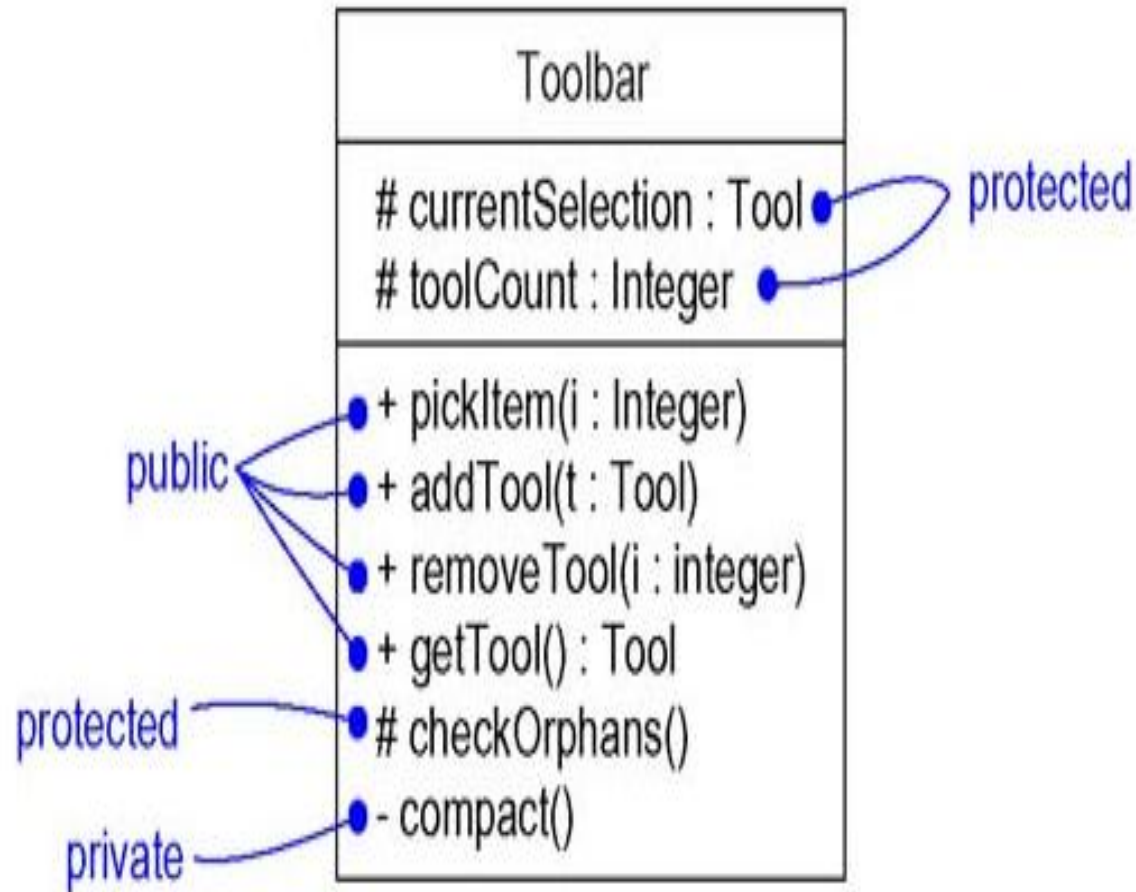 Toolbar
# currentSelection : Tool
# toolCount : Integer
protected
+ pickItem(i : Integer)
+ addTool(t : Tool)
+ removeTool(i : integer)
+ getTool() : Tool
# checkOrphans()
- compact()
public
protected
private